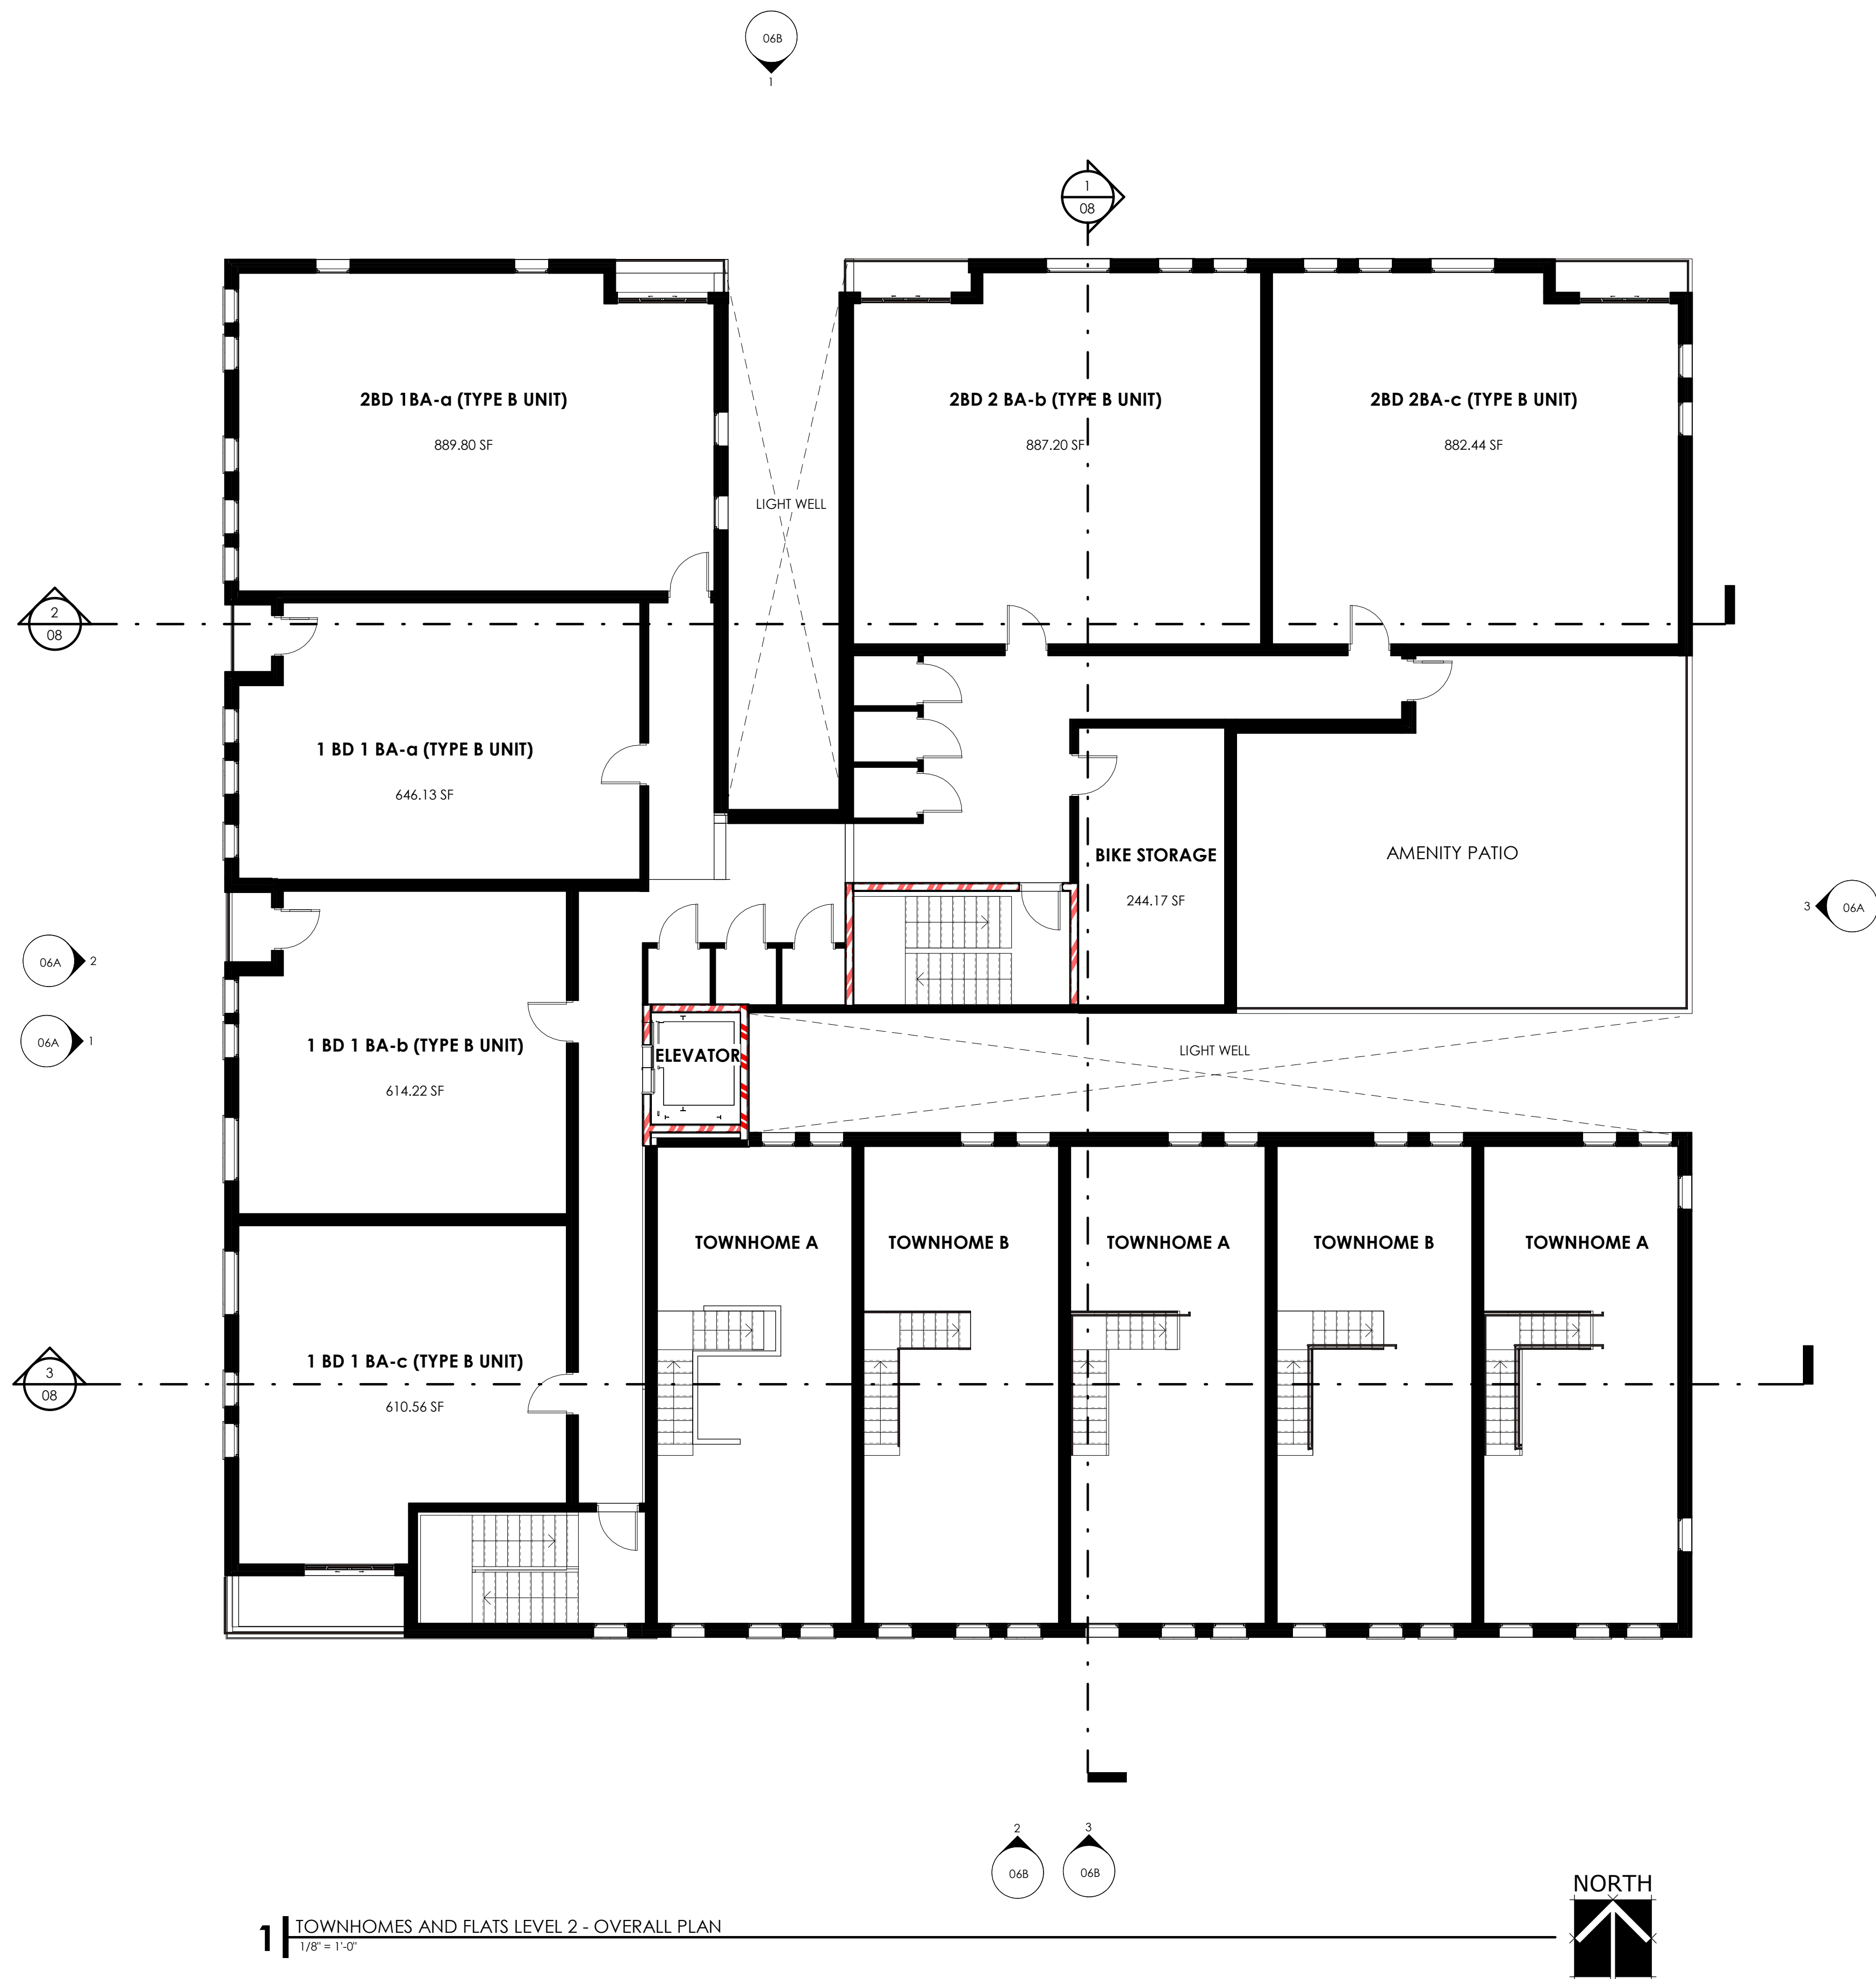 06B
1
1
08
2BD 1BA-a (TYPE B UNIT)
889.80 SF
2BD 2 BA-b (TYPE B UNIT)
887.20 SF
2BD 2BA-c (TYPE B UNIT)
882.44 SF
LIGHT WELL
2
08
1 BD 1 BA-a (TYPE B UNIT)
646.13 SF
BIKE STORAGE
244.17 SF
AMENITY PATIO
3
06A
06A
2
06A
1
1 BD 1 BA-b (TYPE B UNIT)
614.22 SF
ELEVATOR
LIGHT WELL
TOWNHOME A
TOWNHOME B
TOWNHOME A
TOWNHOME B
TOWNHOME A
3
08
1 BD 1 BA-c (TYPE B UNIT)
610.56 SF
2
06B
3
06B
NORTH
1
TOWNHOMES AND FLATS LEVEL 2 - OVERALL PLAN
1/8" = 1'-0"